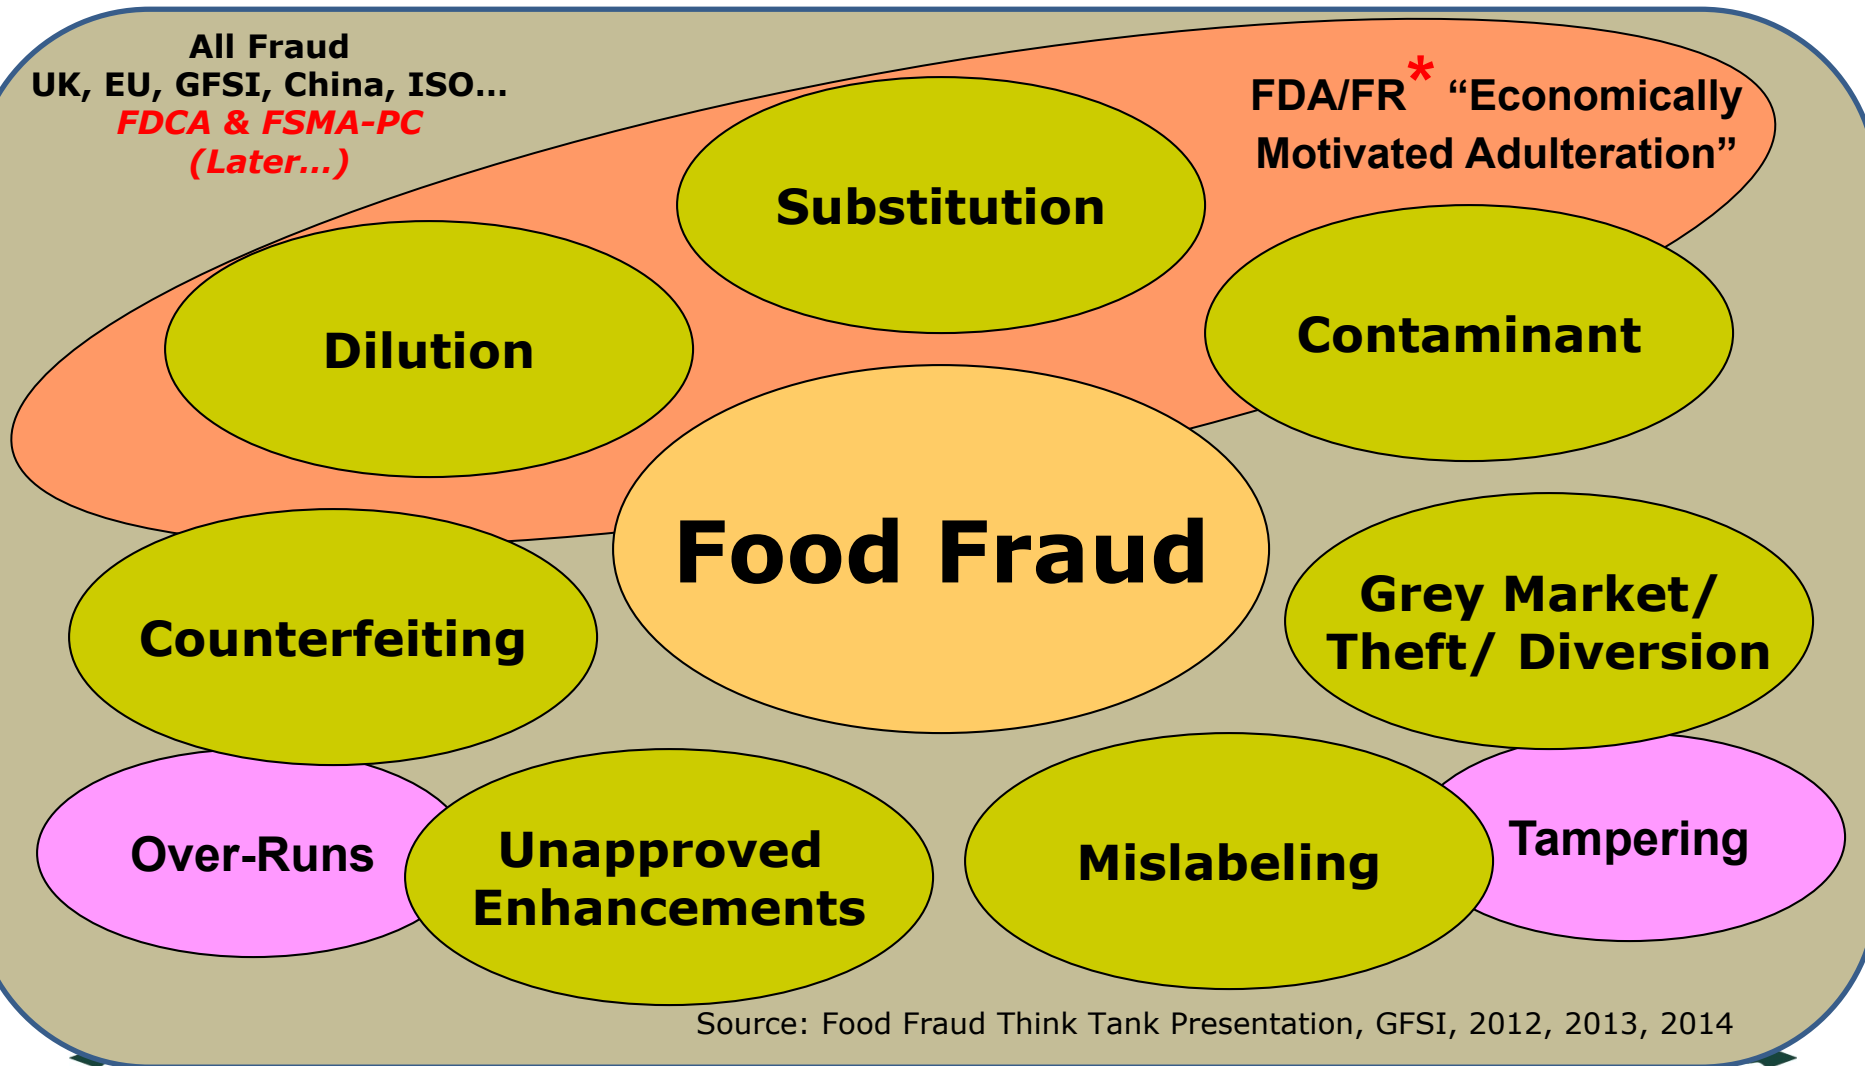 All Fraud
UK, EU, GFSI, China, ISO…
FDCA & FSMA-PC
(Later…)
FDA/FR* “Economically
Motivated Adulteration”
Substitution
Dilution
Contaminant
Food Fraud
Counterfeiting
Grey Market/
Theft/ Diversion
Over-Runs
Unapproved
Enhancements
Mislabeling
Tampering
Source: Food Fraud Think Tank Presentation, GFSI, 2012, 2013, 2014